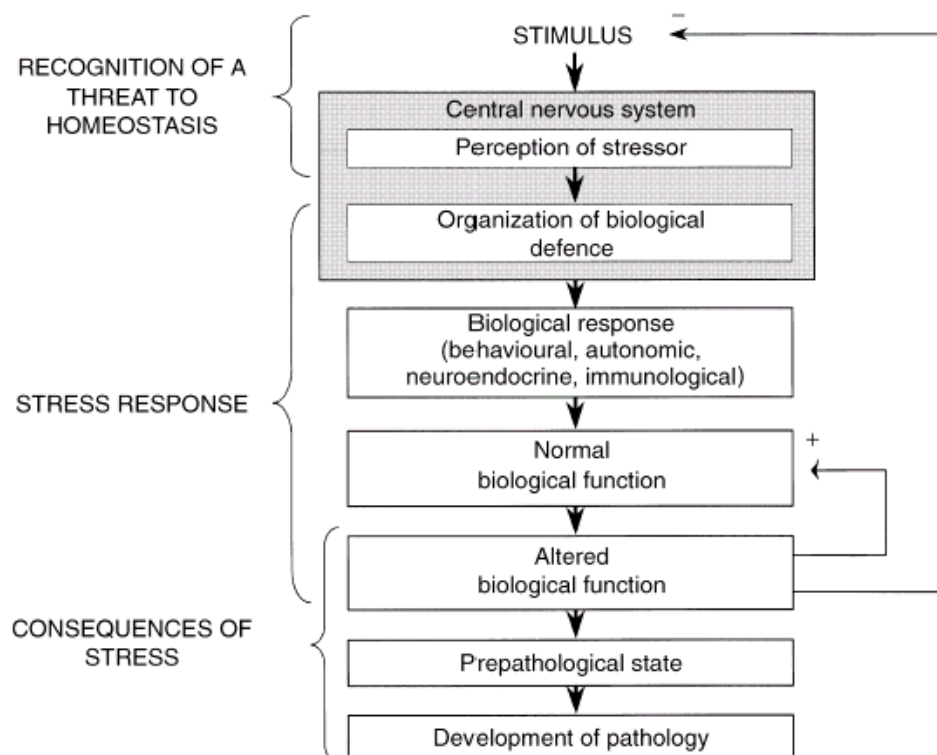 −
STIMULUS
RECOGNITION OF A
THREAT TO
HOMEOSTASIS
Central nervous system
Perception of stressor
Organization of biological
defence
Biological response
(behavioural, autonomic,
neuroendocrine, immunological)
STRESS RESPONSE
Normal
biological function
+
Altered
biological function
CONSEQUENCES OF
STRESS
Prepathological state
Development of pathology